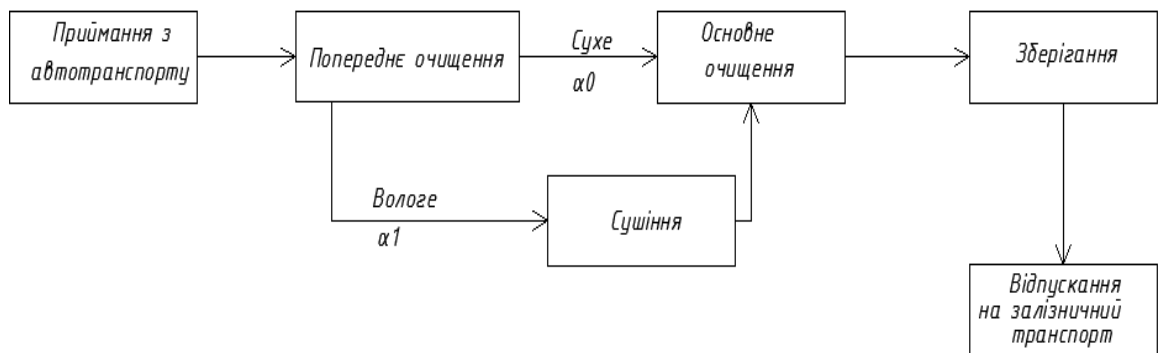 Приймання з
автотранспорту
Попереднє очищення
Сухе
α0
Основне
очищення
Зберігання
Вологе
α1
Сушіння
Відпускання
на залізничний
транспорт